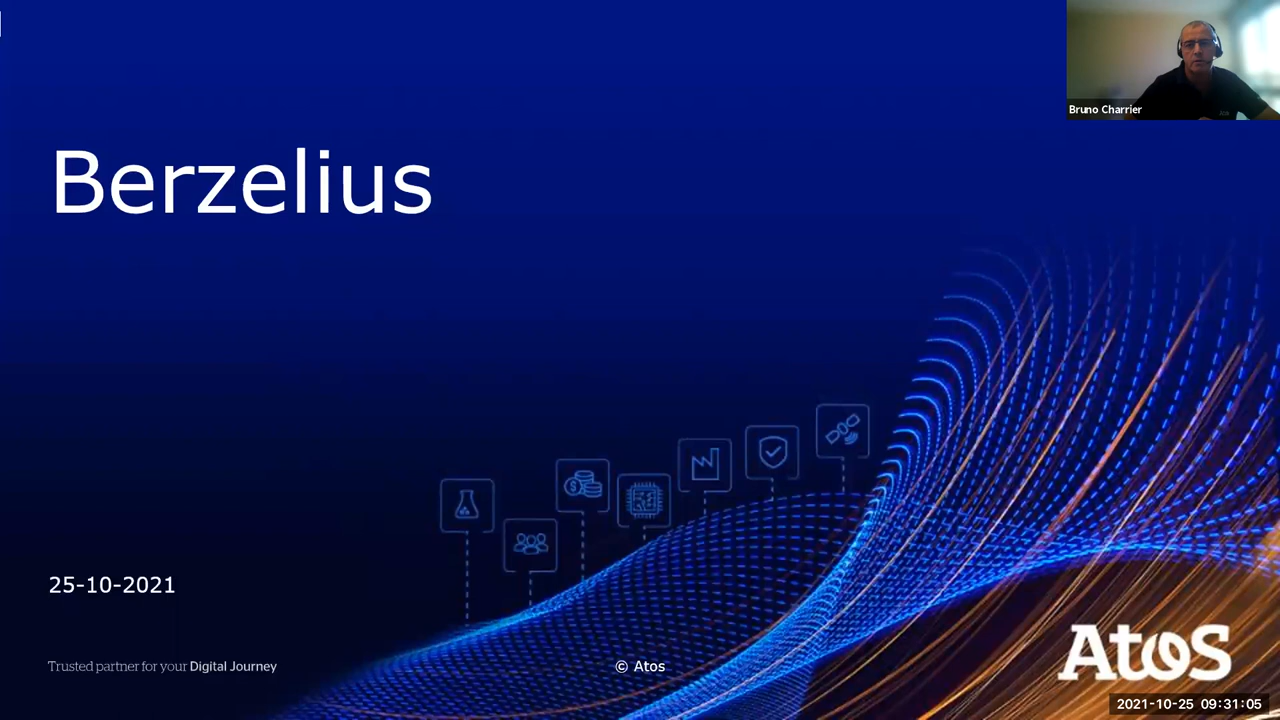 Bruno Charrier
Berzelius
25-10-2021
Trusted partner for your Digital Journey
© Atos
Atos
2021-10-25 09:31:05